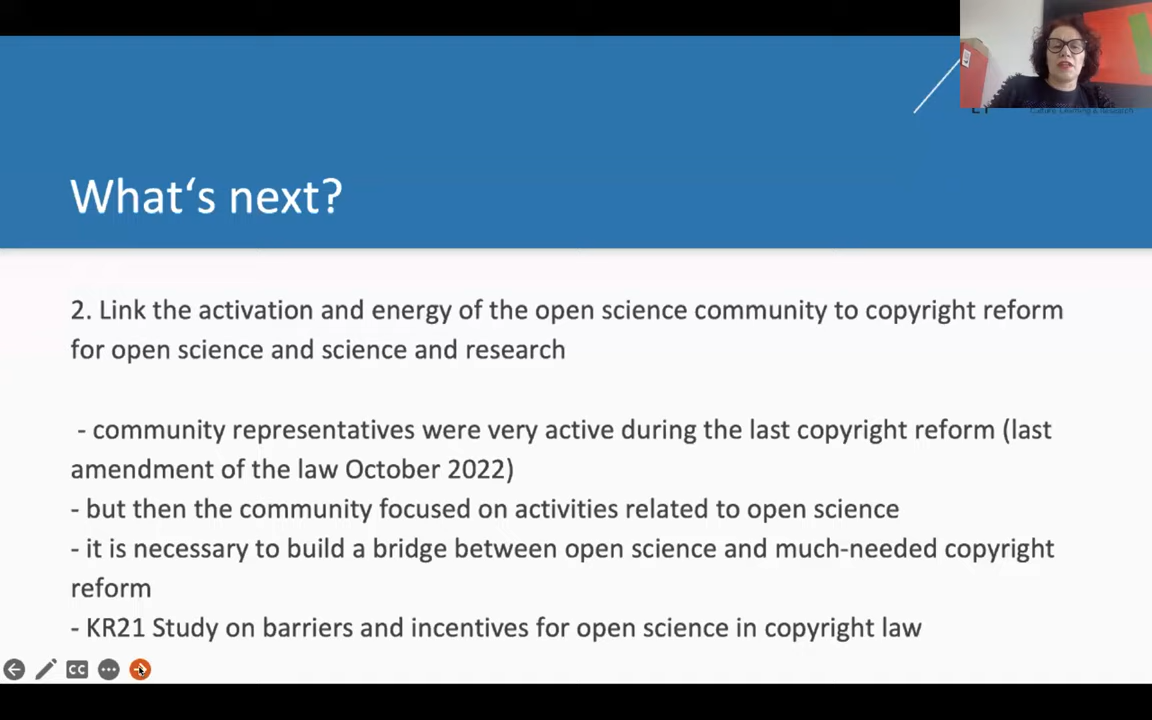 What‘s next?
2. Link the activation and energy of the open science community to copyright reform
for open science and science and research
- community representatives were very active during the last copyright reform (last
amendment of the law October 2022)
- but then the community focused on activities related to open science
- it is necessary to build a bridge between open science and much-needed copyright
reform
- KR21 Study on barriers and incentives for open science in copyright law
CC